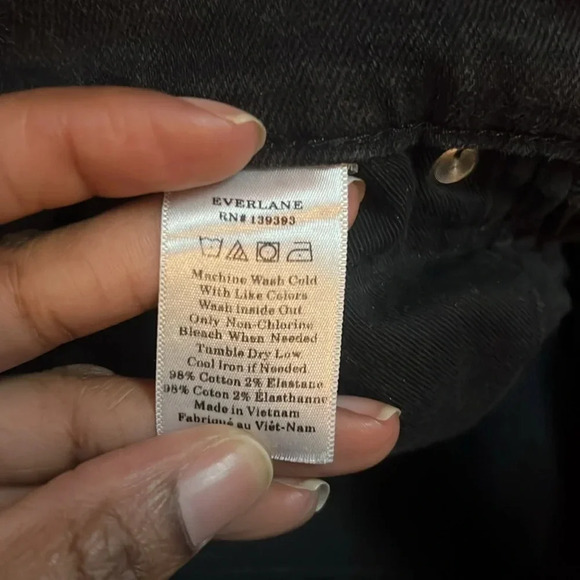 EVERLANE
RN# 139393
Machine Wash Cold
With Like Colors
Wash Inside Out
Only Non-Chlorine
Bleach When Needed
Tumble Dry Low
Cool Iron if Needed
98% Cotton 2% Elastane
98% Coton 2% Élasthanne
Made in Vietnam
Fabriqué au Viêt-Nam